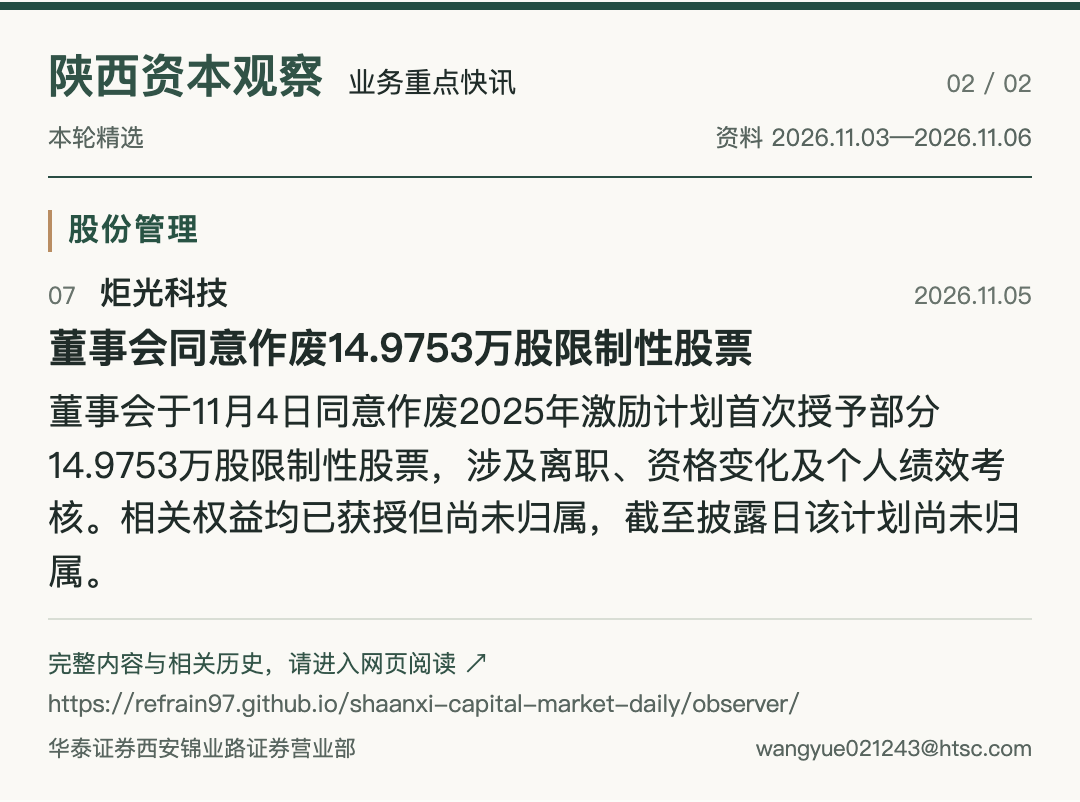 陕西资本观察 业务重点快讯 02 / 02
本轮精选 资料 2026.11.03—2026.11.06
股份管理
07 炬光科技 2026.11.05
董事会同意作废14.9753万股限制性股票
董事会于11月4日同意作废2025年激励计划首次授予部分
14.9753万股限制性股票，涉及离职、资格变化及个人绩效考
核。相关权益均已获授但尚未归属，截至披露日该计划尚未归
属。
完整内容与相关历史，请进入网页阅读 ↗
https://refrain97.github.io/shaanxi-capital-market-daily/observer/
华泰证券西安锦业路证券营业部 wangyue021243@htsc.com